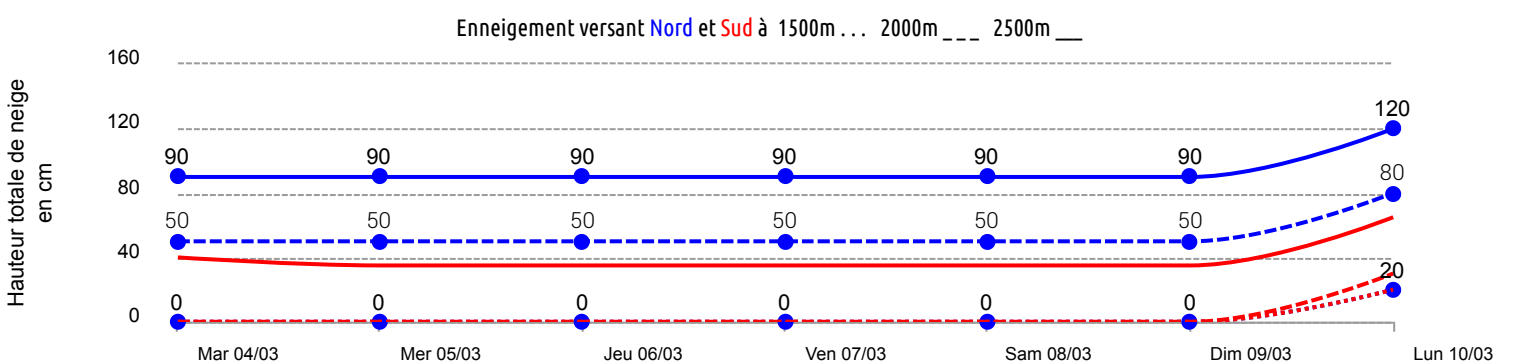 Enneigement versant Nord et Sud à 1500m . . . 2000m _ _ _ 2500m ___
Hauteur totale de neige
en cm
160
120
80
40
0
90 90 90 90 90 90 120
50 50 50 50 50 50 80
0 0 0 0 0 0 20
Mar 04/03 Mer 05/03 Jeu 06/03 Ven 07/03 Sam 08/03 Dim 09/03 Lun 10/03